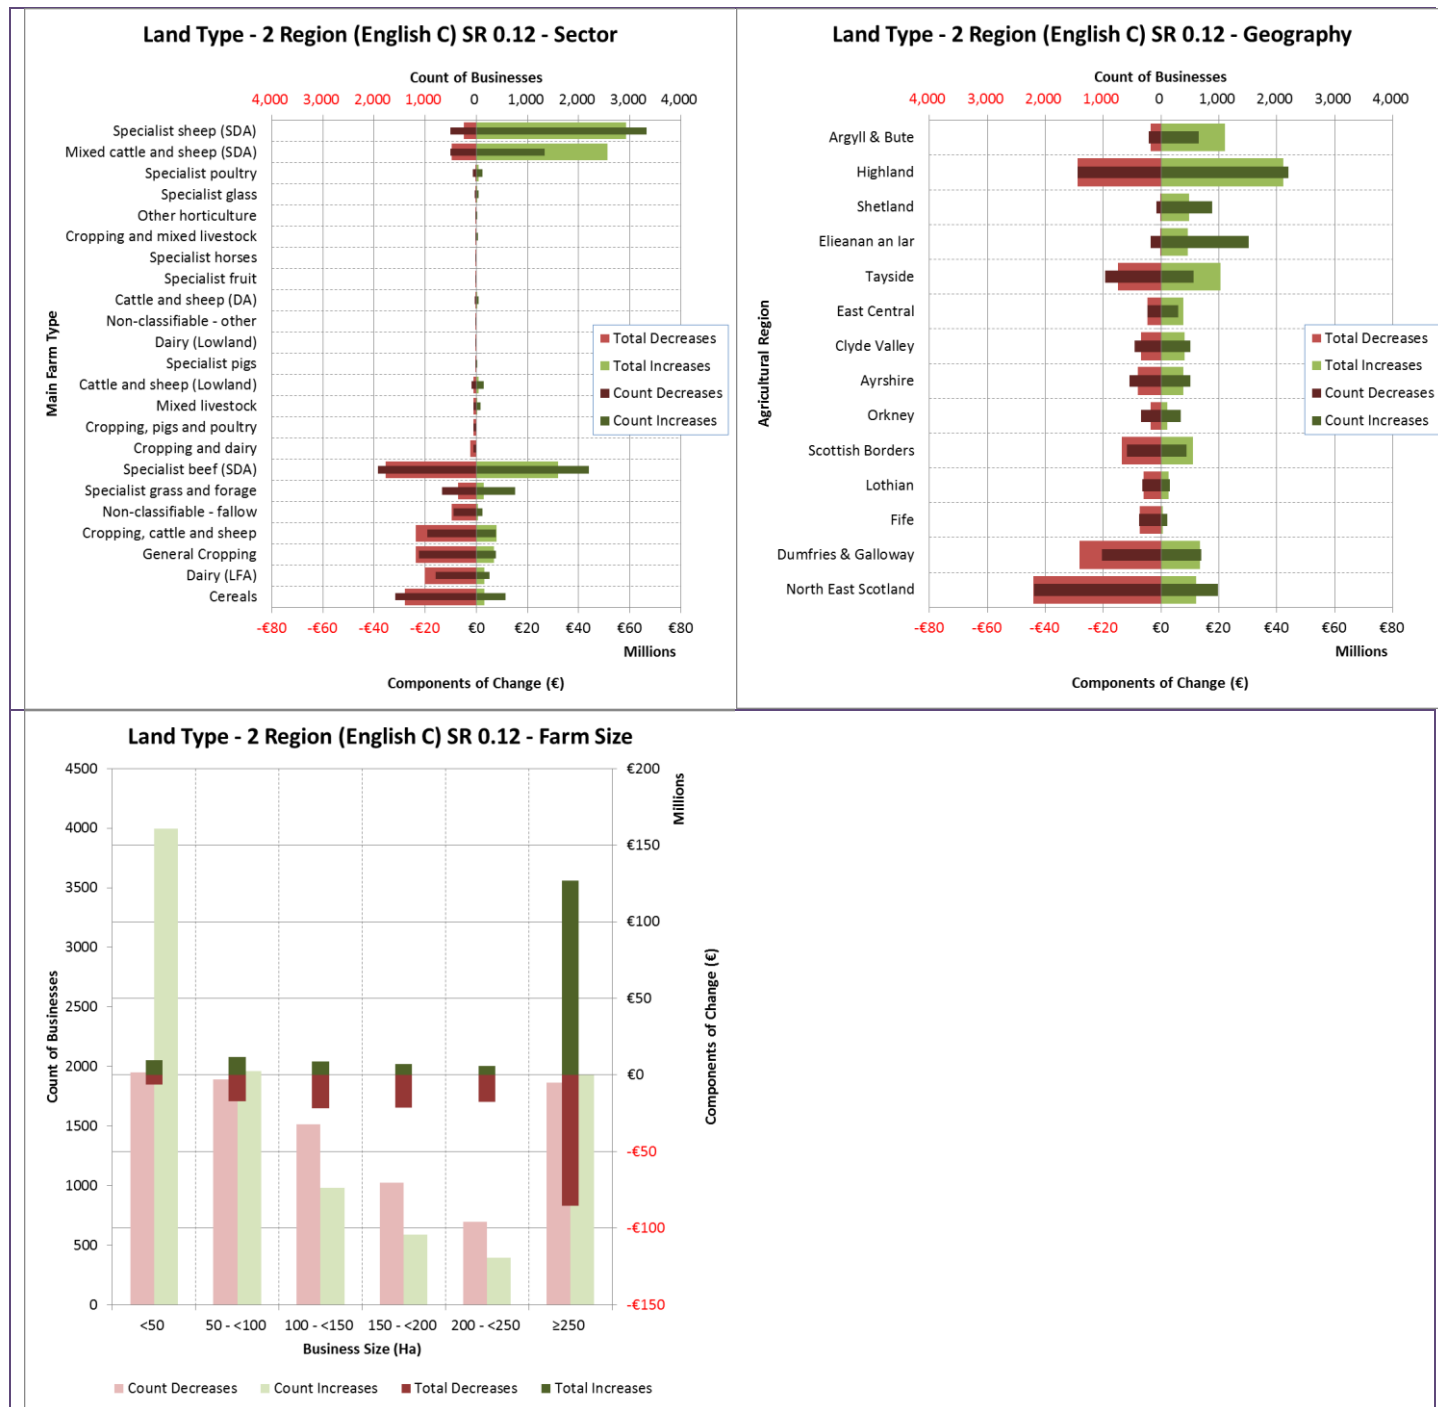 Land Type - 2 Region (English C) SR 0.12 - Sector
Count of Businesses
4,000 3,000 2,000 1,000 0 1,000 2,000 3,000 4,000
Main Farm Type
Specialist sheep (SDA)
Mixed cattle and sheep (SDA)
Specialist poultry
Specialist glass
Other horticulture
Cropping and mixed livestock
Specialist horses
Specialist fruit
Cattle and sheep (DA)
Non-classifiable - other
Dairy (Lowland)
Specialist pigs
Cattle and sheep (Lowland)
Mixed livestock
Cropping, pigs and poultry
Cropping and dairy
Specialist beef (SDA)
Specialist grass and forage
Non-classifiable - fallow
Cropping, cattle and sheep
General Cropping
Dairy (LFA)
Cereals
Total Decreases
Total Increases
Count Decreases
Count Increases
-€80 -€60 -€40 -€20 €0 €20 €40 €60 €80
Millions
Components of Change (€)
Land Type - 2 Region (English C) SR 0.12 - Geography
Count of Businesses
4,000 3,000 2,000 1,000 0 1,000 2,000 3,000 4,000
Agricultural Region
Argyll & Bute
Highland
Shetland
Elieanan an Iar
Tayside
East Central
Clyde Valley
Ayrshire
Orkney
Scottish Borders
Lothian
Fife
Dumfries & Galloway
North East Scotland
Total Decreases
Total Increases
Count Decreases
Count Increases
-€80 -€60 -€40 -€20 €0 €20 €40 €60 €80
Millions
Components of Change (€)
Land Type - 2 Region (English C) SR 0.12 - Farm Size
Count of Businesses
4500
4000
3500
3000
2500
2000
1500
1000
500
0
€200
€150
€100
€50
€0
-€50
-€100
-€150
Millions
Components of Change (€)
<50 50 - <100 100 - <150 150 - <200 200 - <250 ≥250
Business Size (Ha)
Count Decreases Count Increases Total Decreases Total Increases